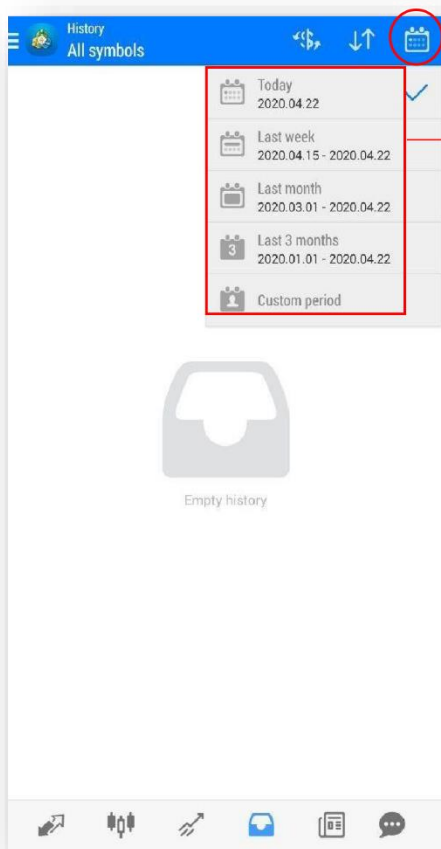 History
All symbols
Today
2020.04.22
Last week
2020.04.15 - 2020.04.22
Last month
2020.03.01 - 2020.04.22
3
Last 3 months
2020.01.01 - 2020.04.22
Custom period
Empty history